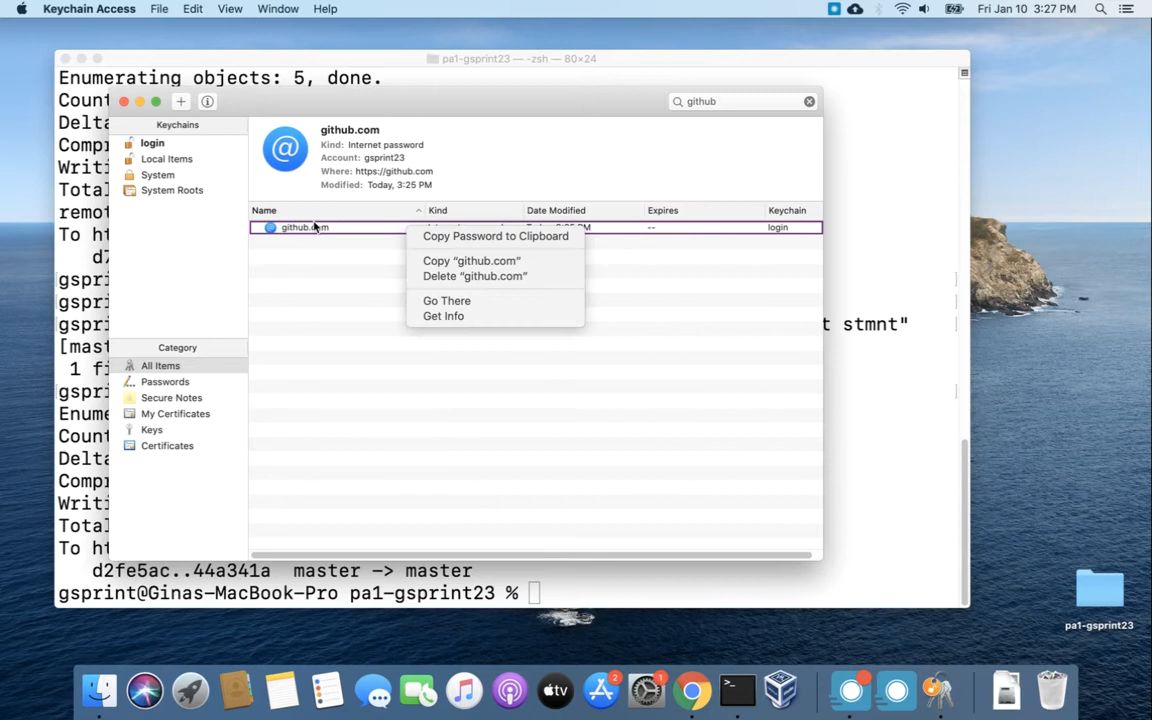 Keychain Access File Edit View Window Help
Fri Jan 10 3:27 PM
pa1-gsprint23 — -zsh — 80×24
Enumerating objects: 5, done.
Count
Delta
Compr
Writi
Total
remot
To ht
d7
gspri
gspri
gspri
t stmnt"
[mast
1 fi
gspri
Enume
Count
Delta
Compr
Writi
Total
To ht
d2fe5ac..44a341a master -> master
gsprint@Ginas-MacBook-Pro pa1-gsprint23 %
github
Keychains
login
Local Items
System
System Roots
Category
All Items
Passwords
Secure Notes
My Certificates
Keys
Certificates
@
github.com
Kind: Internet password
Account: gsprint23
Where: https://github.com
Modified: Today, 3:25 PM
Name Kind Date Modified Expires Keychain
github.com -- login
Copy Password to Clipboard
Copy “github.com”
Delete “github.com”
Go There
Get Info
pa1-gsprint23
tv
2
1
>_